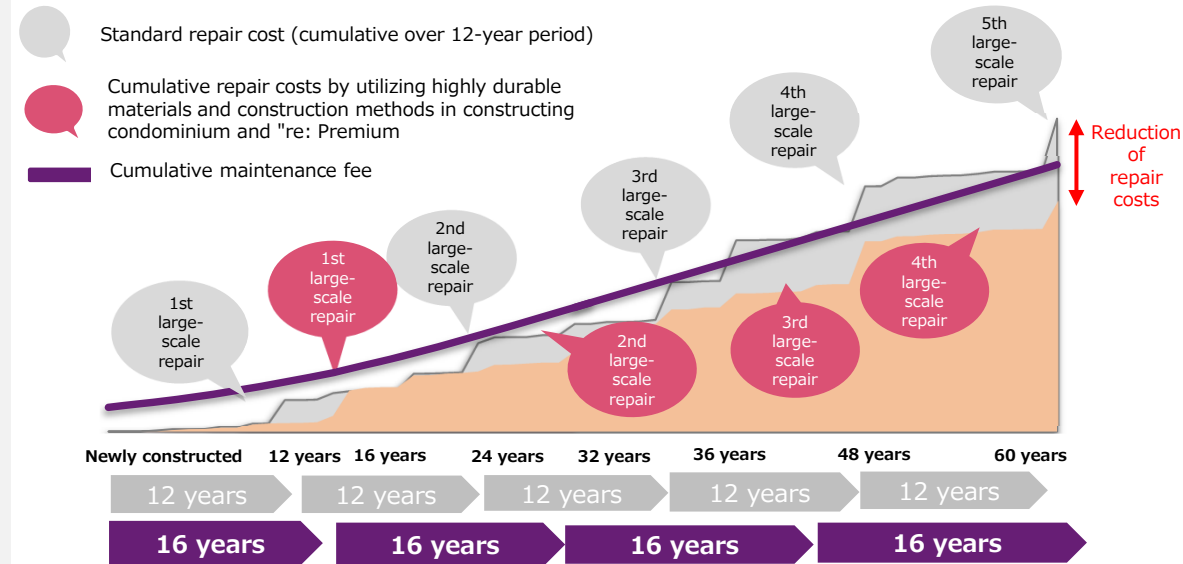 Standard repair cost (cumulative over 12-year period)
Cumulative repair costs by utilizing highly durable
materials and construction methods in constructing
condominium and "re: Premium
Cumulative maintenance fee
1st
large-
scale
repair
1st
large-
scale
repair
2nd
large-
scale
repair
2nd
large-
scale
repair
3rd
large-
scale
repair
3rd
large-
scale
repair
4th
large-
scale
repair
4th
large-
scale
repair
5th
large-
scale
repair
Reduction
of
repair
costs
Newly constructed 12 years 16 years 24 years 32 years 36 years 48 years 60 years
12 years 12 years 12 years 12 years 12 years
16 years 16 years 16 years 16 years